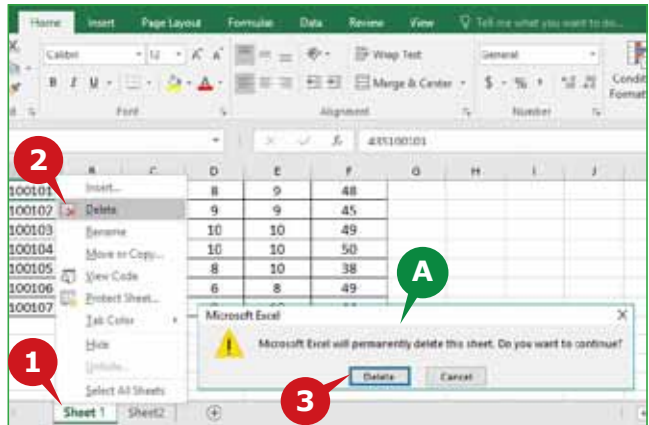 Home Insert Page Layout Formulas Data Review View Tell me what you want to do...
Calibri 12 A A Wrap Text General
B I U A Merge & Center $ % Condit
Format
Font Alignment Number
fx 435100101
B C D E F G H I J
100101 8 9 48
100102 9 9 45
100103 10 10 49
100104 10 10 50
100105 8 10 38
100106 6 8 49
100107
2
Insert...
Delete
Rename
Move or Copy...
View Code
Protect Sheet...
Tab Color
Hide
Unhide...
Select All Sheets
A
Microsoft Excel X
Microsoft Excel will permanently delete this sheet. Do you want to continue?
Delete Cancel
3
1
Sheet 1 Sheet2